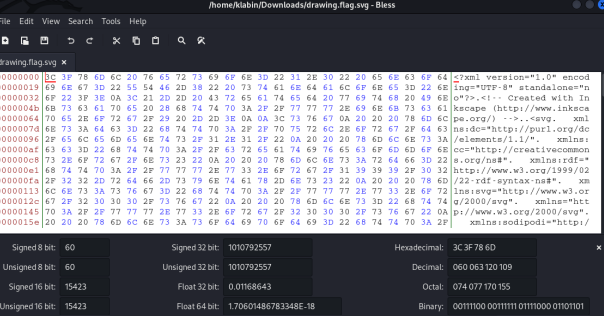 /home/klabin/Downloads/drawing.flag.svg - Bless
File Edit View Search Tools Help
drawing.flag.svg ×
00000000 3C 3F 78 6D 6C 20 76 65 72 73 69 6F 6E 3D 22 31 2E 30 22 20 65 6E 63 6F 64 <?xml version="1.0" encod
00000019 69 6E 67 3D 22 55 54 46 2D 38 22 20 73 74 61 6E 64 61 6C 6F 6E 65 3D 22 6E ing="UTF-8" standalone="n
00000032 6F 22 3F 3E 0A 3C 21 2D 2D 20 43 72 65 61 74 65 64 20 77 69 74 68 20 49 6E o"?>.<!-- Created with In
0000004b 6B 73 63 61 70 65 20 28 68 74 74 70 3A 2F 2F 77 77 77 2E 69 6E 6B 73 63 61 kscape (http://www.inksca
00000064 70 65 2E 6F 72 67 2F 29 20 2D 2D 3E 0A 0A 3C 73 76 67 0A 20 20 20 78 6D 6C pe.org/) -->..<svg. xml
0000007d 6E 73 3A 64 63 3D 22 68 74 74 70 3A 2F 2F 70 75 72 6C 2E 6F 72 67 2F 64 63 ns:dc="http://purl.org/dc
00000096 2F 65 6C 65 6D 65 6E 74 73 2F 31 2E 31 2F 22 0A 20 20 20 78 6D 6C 6E 73 3A /elements/1.1/". xmlns:
000000af 63 63 3D 22 68 74 74 70 3A 2F 2F 63 72 65 61 74 69 76 65 63 6F 6D 6D 6F 6E cc="http://creativecommon
000000c8 73 2E 6F 72 67 2F 6E 73 23 22 0A 20 20 20 78 6D 6C 6E 73 3A 72 64 66 3D 22 s.org/ns#". xmlns:rdf="
000000e1 68 74 74 70 3A 2F 2F 77 77 77 2E 77 33 2E 6F 72 67 2F 31 39 39 39 2F 30 32 http://www.w3.org/1999/02
000000fa 2F 32 32 2D 72 64 66 2D 73 79 6E 74 61 78 2D 6E 73 23 22 0A 20 20 20 78 6D /22-rdf-syntax-ns#". xm
00000113 6C 6E 73 3A 73 76 67 3D 22 68 74 74 70 3A 2F 2F 77 77 77 2E 77 33 2E 6F 72 lns:svg="http://www.w3.or
0000012c 67 2F 32 30 30 30 2F 73 76 67 22 0A 20 20 20 78 6D 6C 6E 73 3D 22 68 74 74 g/2000/svg". xmlns="htt
00000145 70 3A 2F 2F 77 77 77 2E 77 33 2E 6F 72 67 2F 32 30 30 30 2F 73 76 67 22 0A p://www.w3.org/2000/svg".
0000015e 20 20 20 78 6D 6C 6E 73 3A 73 6F 64 69 70 6F 64 69 3D 22 68 74 74 70 3A 2F xmlns:sodipodi="http:/
Signed 8 bit: 60 Signed 32 bit: 1010792557 Hexadecimal: 3C 3F 78 6D ×
Unsigned 8 bit: 60 Unsigned 32 bit: 1010792557 Decimal: 060 063 120 109
Signed 16 bit: 15423 Float 32 bit: 0.01168643 Octal: 074 077 170 155
Unsigned 16 bit: 15423 Float 64 bit: 1.70601486783348E-18 Binary: 00111100 00111111 01111000 01101101